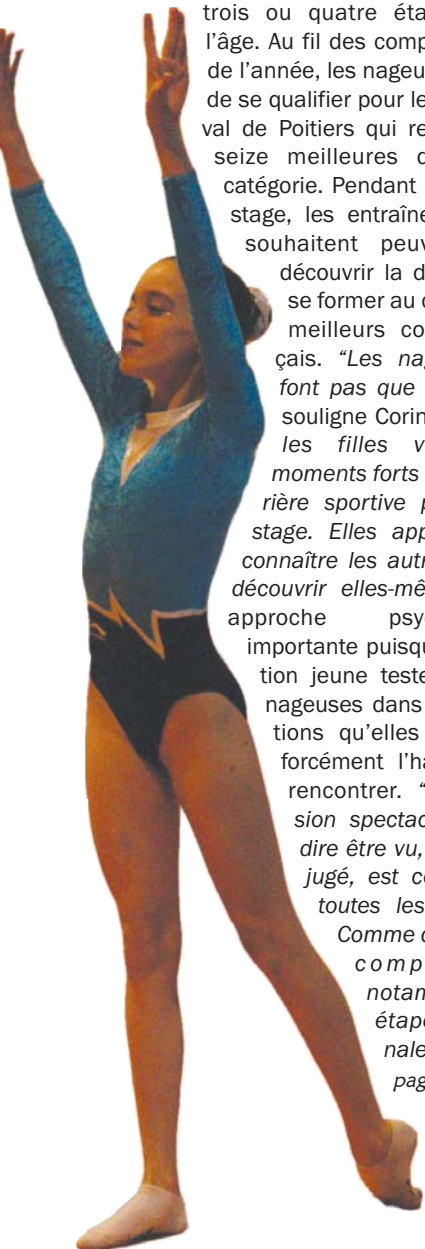 trois ou quatre éta
l'âge. Au fil des comp
de l'année, les nageu
de se qualifier pour le
val de Poitiers qui re
seize meilleures d
catégorie. Pendant
stage, les entraîne
souhaitent peuv
découvrir la d
se former au c
meilleurs co
çais. “Les nag
font pas que
souligne Corin
les filles v
moments forts
rière sportive p
stage. Elles app
connaître les autr
découvrir elles-mê
approche psy
importante puisqu
tion jeune teste
nageuses dans
tions qu'elles
forcément l'ha
rencontrer. “
sion spectac
dire être vu,
jugé, est c
toutes les
Comme d
comp
notam
étape
nale
pag